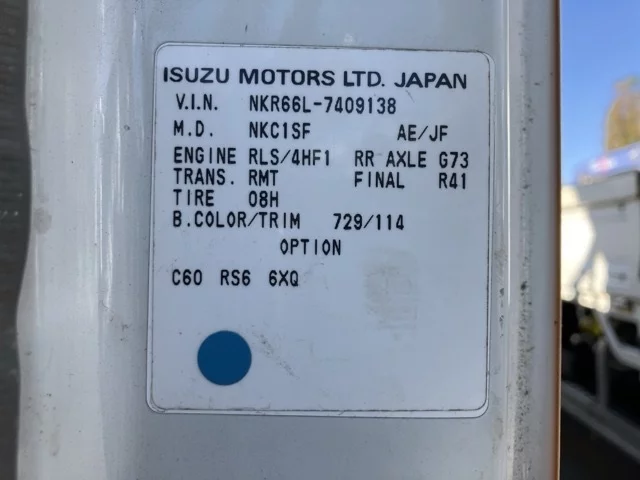 ISUZU MOTORS LTD. JAPAN
V.I.N. NKR66L-7409138
M.D. NKC1SF AE/JF
ENGINE RLS/4HF1 RR AXLE G73
TRANS. RMT FINAL R41
TIRE 08H
B.COLOR/TRIM 729/114
OPTION
C60 RS6 6XQ